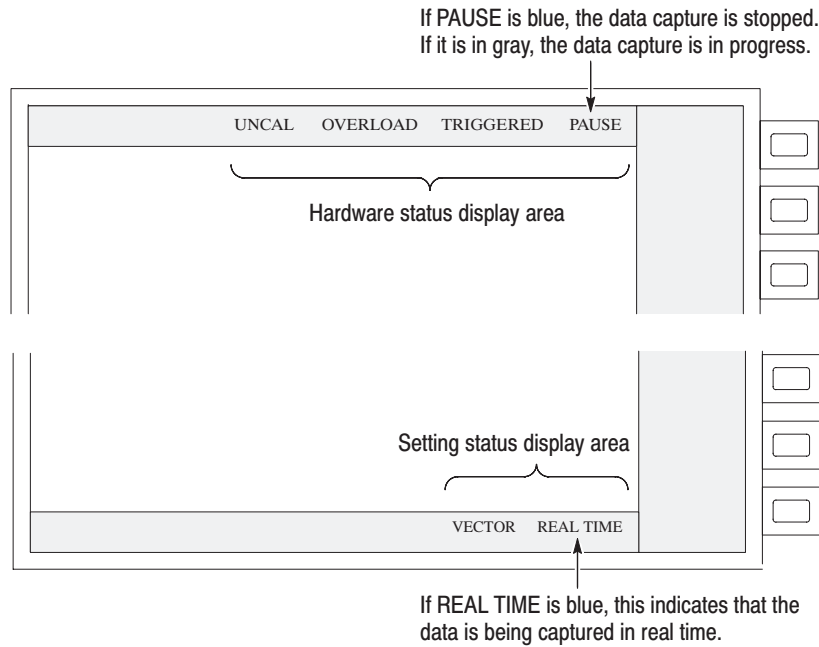 If PAUSE is blue, the data capture is stopped.
If it is in gray, the data capture is in progress.
UNCAL OVERLOAD TRIGGERED PAUSE
Hardware status display area
Setting status display area
VECTOR REAL TIME
If REAL TIME is blue, this indicates that the
data is being captured in real time.